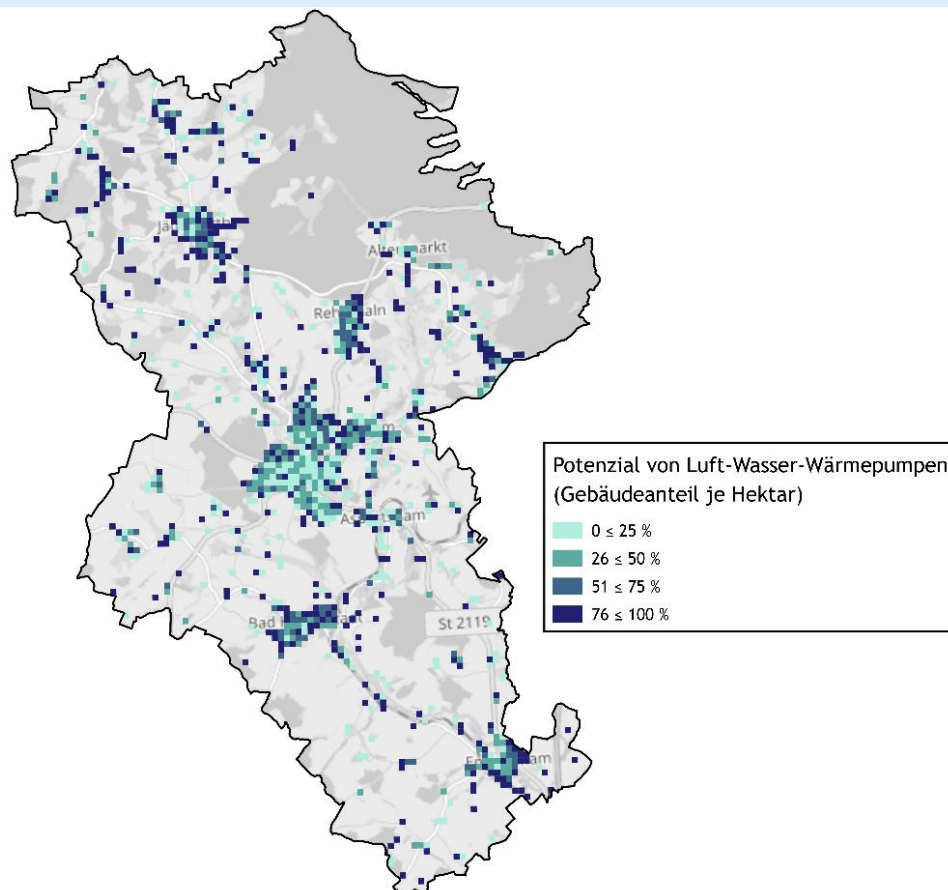 Altenmarkt
Potenzial von Luft-Wasser-Wärmepumpen
(Gebäudeanteil je Hektar)
0 ≤ 25 %
26 ≤ 50 %
51 ≤ 75 %
76 ≤ 100 %
Bad
St 2119